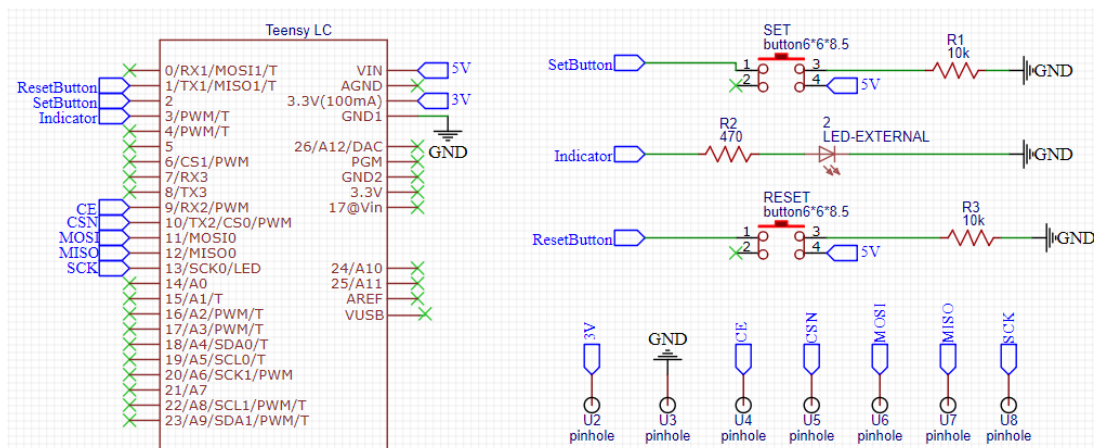 Teensy LC
0/RX1/MOSI1/T
1/TX1/MISO1/T
2
3/PWM/T
4/PWM/T
5
6/CS1/PWM
7/RX3
8/TX3
9/RX2/PWM
10/TX2/CS0/PWM
11/MOSI0
12/MISO0
13/SCK0/LED
14/A0
15/A1/T
16/A2/PWM/T
17/A3/PWM/T
18/A4/SDA0/T
19/A5/SCL0/T
20/A6/SCK1/PWM
21/A7
22/A8/SCL1/PWM/T
23/A9/SDA1/PWM/T
ResetButton
SetButton
Indicator
CE
CSN
MOSI
MISO
SCK
VIN
AGND
3.3V(100mA)
GND1
26/A12/DAC
PGM
GND2
3.3V
17@Vin
24/A10
25/A11
AREF
VUSB
5V
3V
GND
SET
button6*6*8.5
SetButton
1
2
3
4
5V
R1
10k
GND
Indicator
R2
470
2
LED-EXTERNAL
GND
RESET
button6*6*8.5
ResetButton
1
2
3
4
5V
R3
10k
GND
3V
GND
CE
CSN
MOSI
MISO
SCK
U2
pinhole
U3
pinhole
U4
pinhole
U5
pinhole
U6
pinhole
U7
pinhole
U8
pinhole